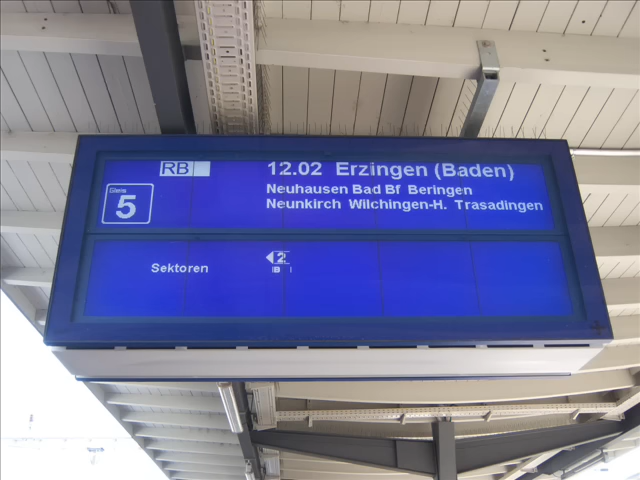 RB 12.02 Erzingen (Baden)
Gleis
5
Neuhausen Bad Bf Beringen
Neunkirch Wilchingen-H. Trasadingen
Sektoren
2
B